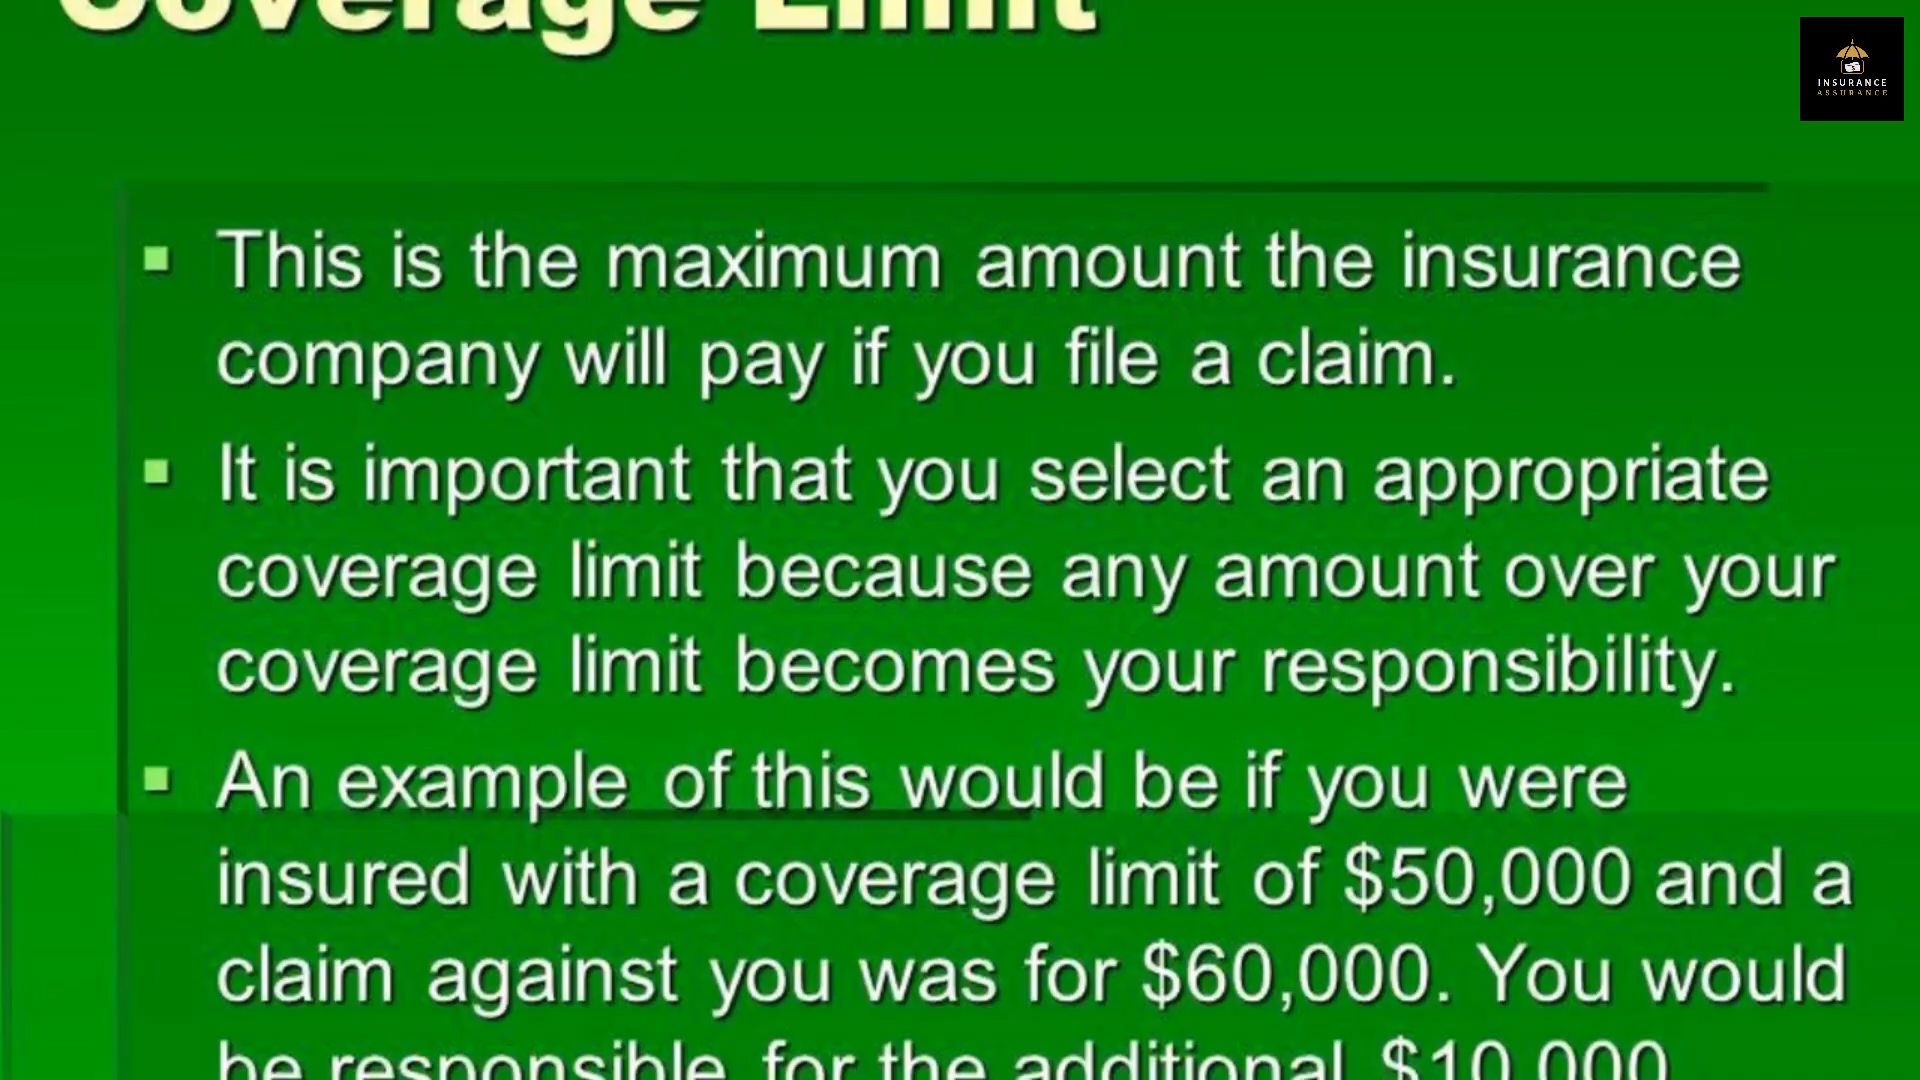 Coverage Limit
INSURANCE
ASSURANCE
This is the maximum amount the insurance
company will pay if you file a claim.
It is important that you select an appropriate
coverage limit because any amount over your
coverage limit becomes your responsibility.
An example of this would be if you were
insured with a coverage limit of $50,000 and a
claim against you was for $60,000. You would
be responsible for the additional $10,000